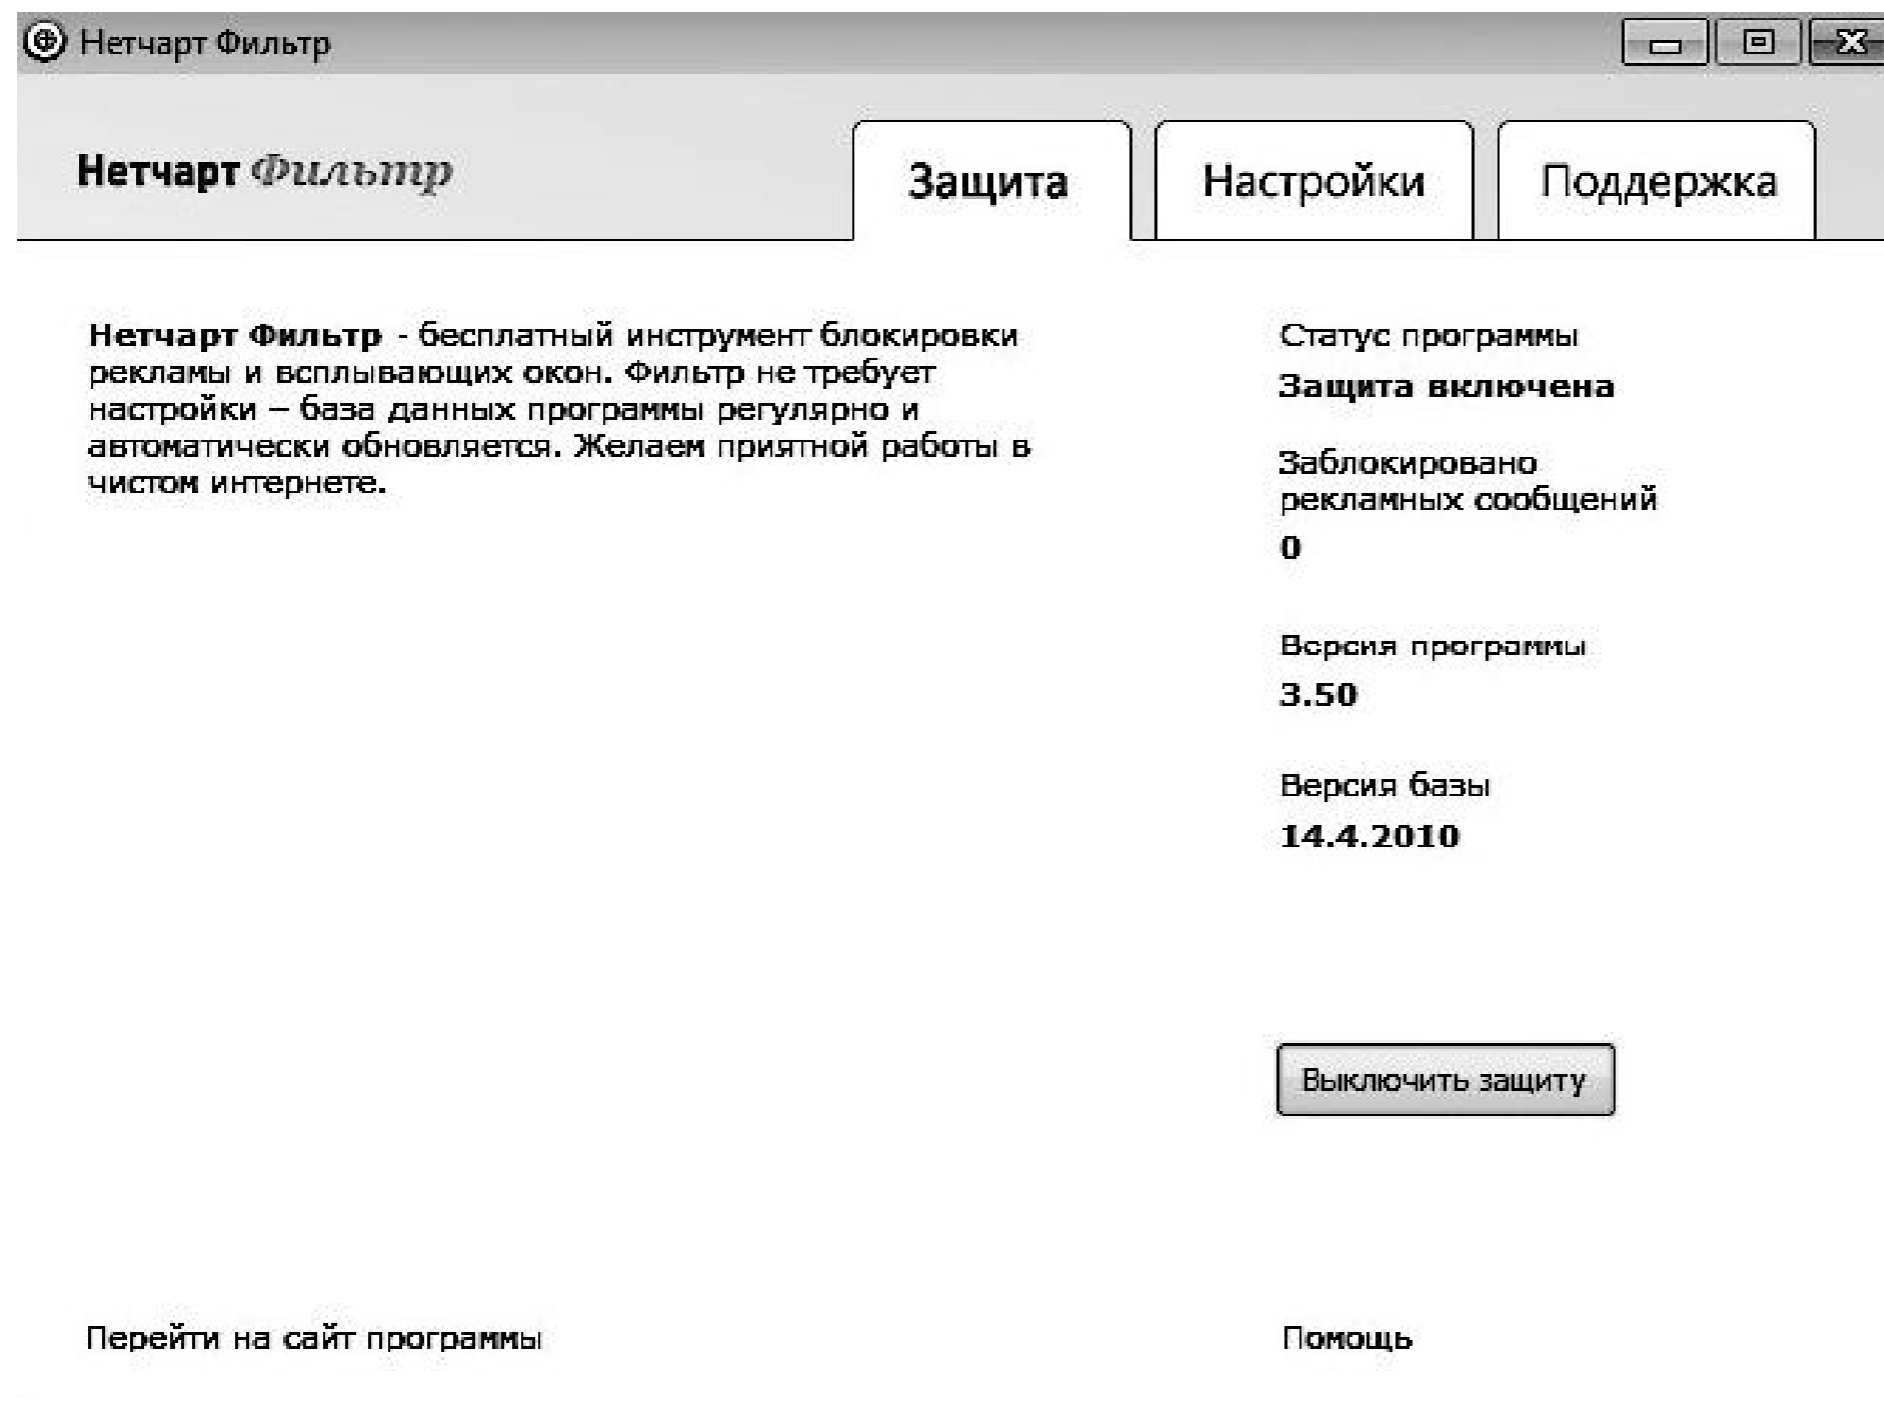 Нетчарт Фильтр
Нетчарт Фильтр
Защита
Настройки
Поддержка
Нетчарт Фильтр - бесплатный инструмент блокировки
рекламы и всплывающих окон. Фильтр не требует
настройки – база данных программы регулярно и
автоматически обновляется. Желаем приятной работы в
чистом интернете.
Статус программы
Защита включена
Заблокировано
рекламных сообщений
0
Версия программы
3.50
Версия базы
14.4.2010
Выключить защиту
Перейти на сайт программы
Помощь